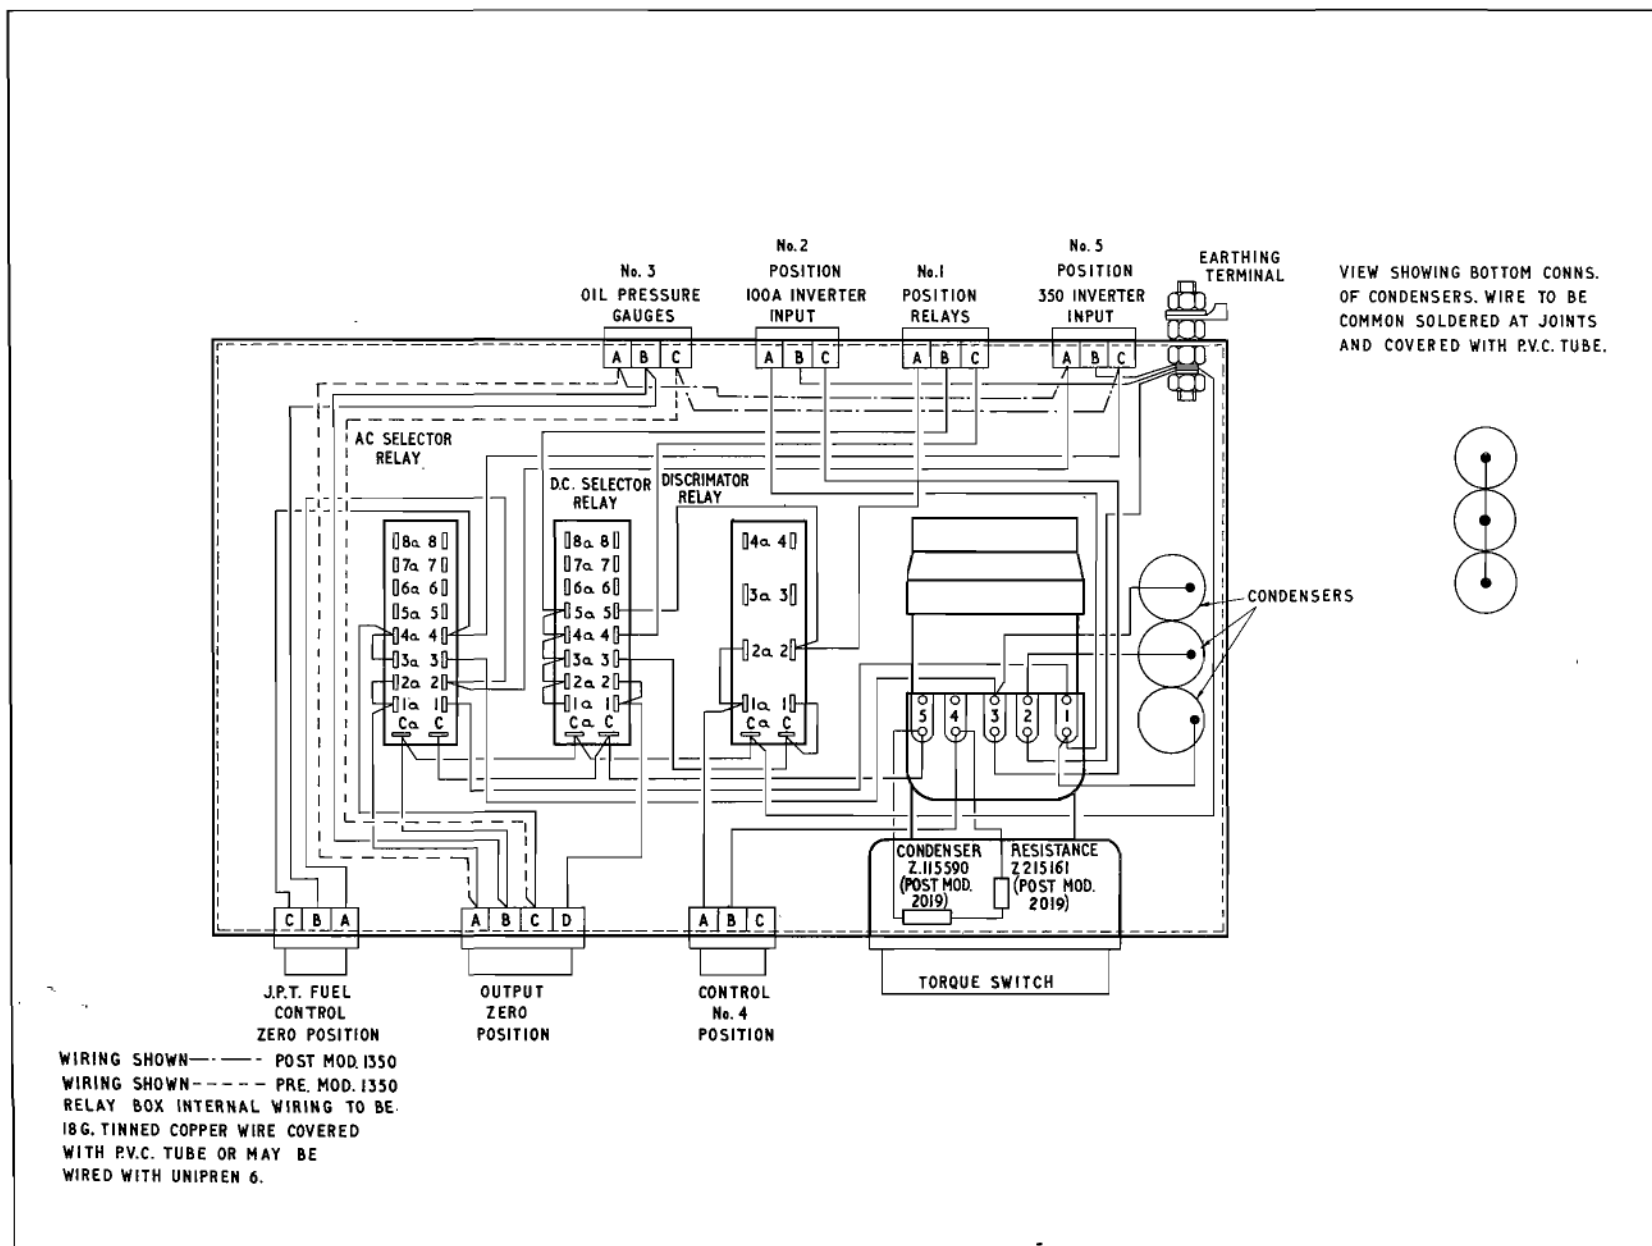 No.2
POSITION
100A INVERTER
INPUT
No. 5
POSITION
350 INVERTER
INPUT
No. 3
OIL PRESSURE
GAUGES
No.1
POSITION
RELAYS
EARTHING
TERMINAL
VIEW SHOWING BOTTOM CONNS.
OF CONDENSERS. WIRE TO BE
COMMON SOLDERED AT JOINTS
AND COVERED WITH P.V.C. TUBE.
A B C
A B C
A B C
A B C
AC SELECTOR
RELAY
D.C. SELECTOR
RELAY
DISCRIMATOR
RELAY
8a 8
7a 7
6a 6
5a 5
4a 4
3a 3
2a 2
1a 1
Ca C
8a 8
7a 7
6a 6
5a 5
4a 4
3a 3
2a 2
1a 1
Ca C
4a 4
3a 3
2a 2
1a 1
Ca C
5 4 3 2 1
CONDENSERS
CONDENSER
Z.115590
(POST MOD.
2019)
RESISTANCE
Z 215161
(POST MOD.
2019)
C B A
A B C D
A B C
TORQUE SWITCH
J.P.T. FUEL
CONTROL
ZERO POSITION
OUTPUT
ZERO
POSITION
CONTROL
No. 4
POSITION
WIRING SHOWN—·—— - POST MOD. 1350
WIRING SHOWN----- PRE. MOD. 1350
RELAY BOX INTERNAL WIRING TO BE
18G. TINNED COPPER WIRE COVERED
WITH P.V.C. TUBE OR MAY BE
WIRED WITH UNIPREN 6.